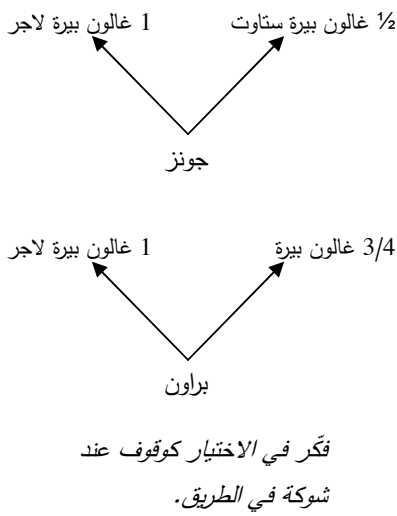 ½ غالون بيرة ستاوت
1 غالون بيرة لاجر
جونز
3/4 غالون بيرة
1 غالون بيرة لاجر
براون
فكّر في الاختيار كوقوف عند
شوكة في الطريق.